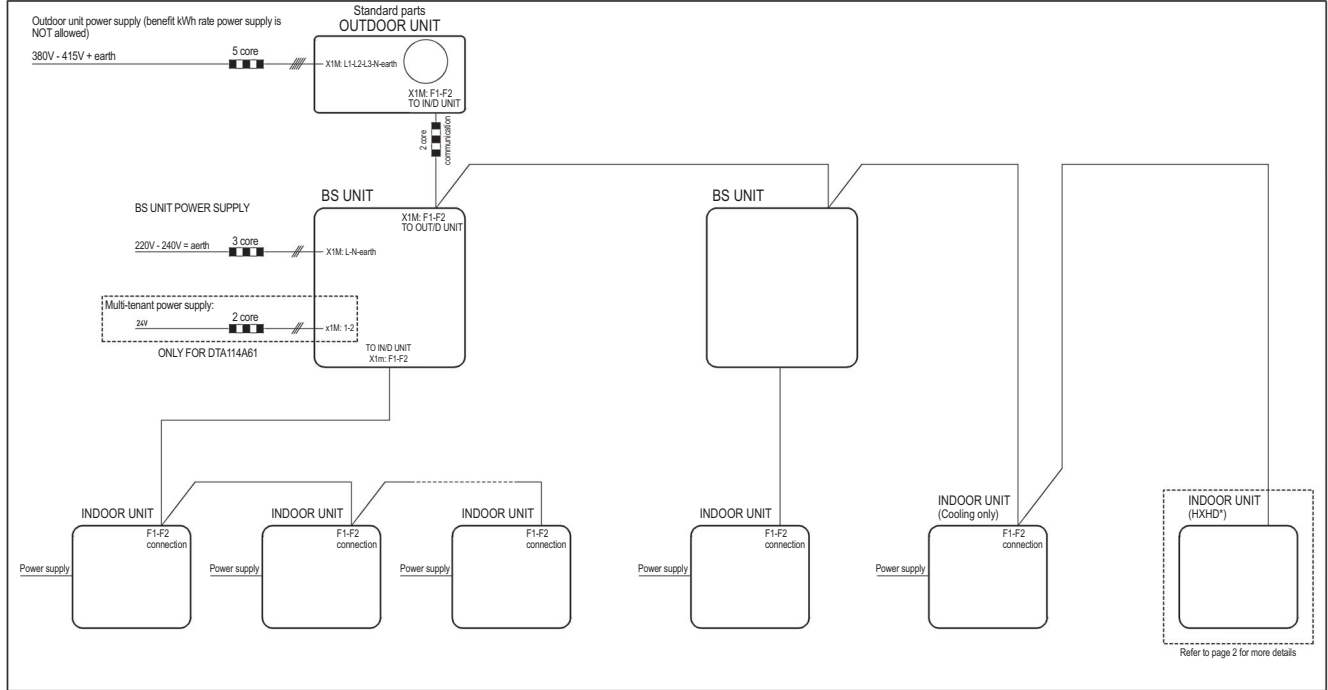 Outdoor unit power supply (benefit kWh rate power supply is
NOT allowed)
380V - 415V + earth
5 core
Standard parts
OUTDOOR UNIT
X1M: L1-L2-L3-N-earth
X1M: F1-F2
TO IN/D UNIT
2 core
communication
BS UNIT
BS UNIT POWER SUPPLY
X1M: F1-F2
TO OUT/D UNIT
220V - 240V = aerth
3 core
X1M: L-N-earth
Multi-tenant power supply:
24V
2 core
x1M: 1-2
ONLY FOR DTA114A61
TO IN/D UNIT
X1m: F1-F2
BS UNIT
INDOOR UNIT
F1-F2
connection
Power supply
INDOOR UNIT
F1-F2
connection
Power supply
INDOOR UNIT
F1-F2
connection
Power supply
INDOOR UNIT
F1-F2
connection
Power supply
INDOOR UNIT
(Cooling only)
F1-F2
connection
Power supply
INDOOR UNIT
(HXHD*)
Refer to page 2 for more details